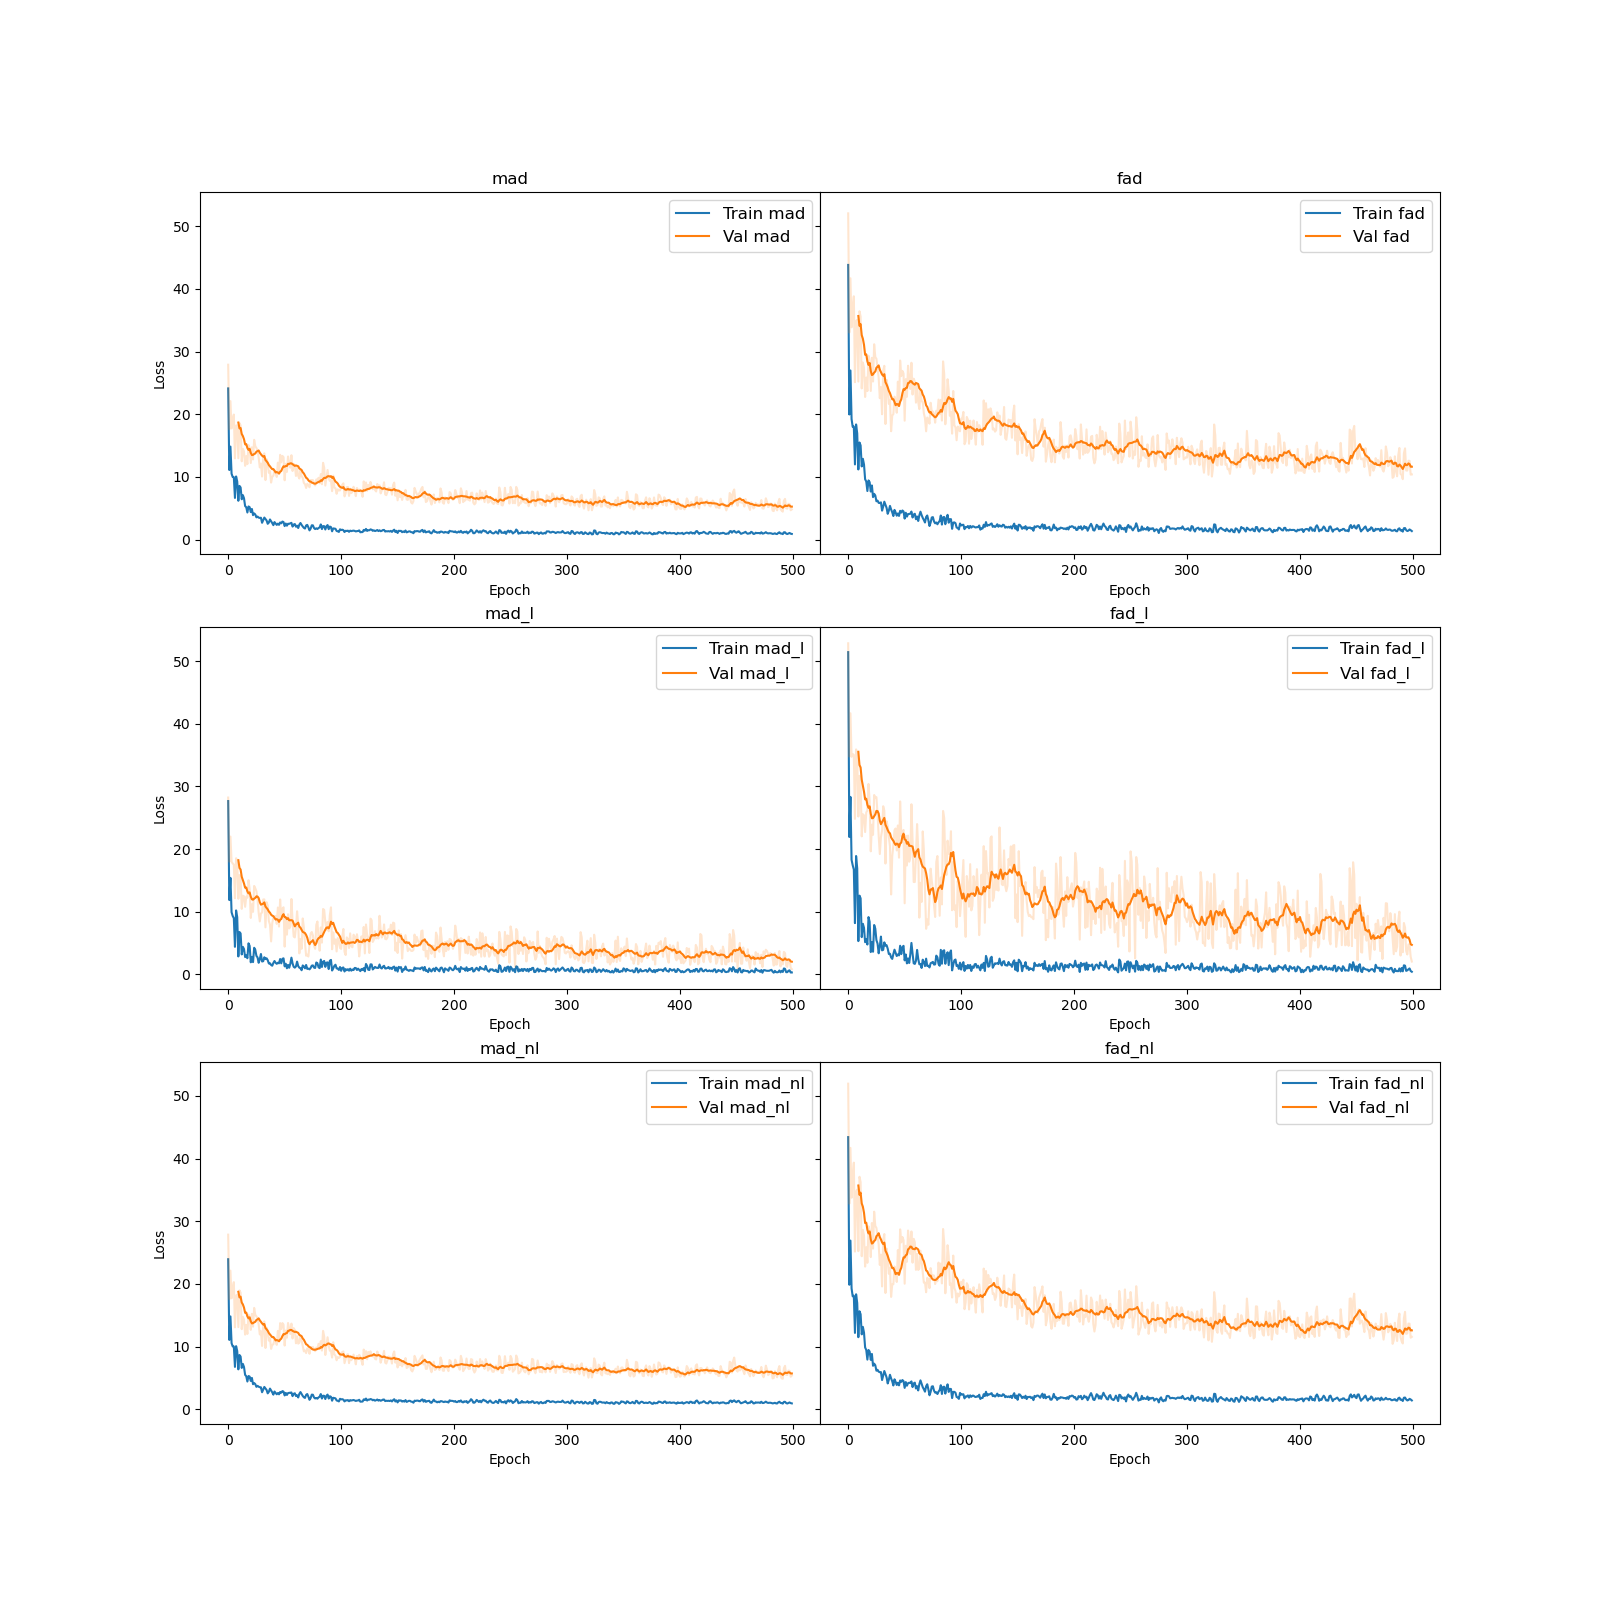 mad
fad
Train mad
Val mad
Train fad
Val fad
Loss
50
40
30
20
10
0
0 100 200 300 400 500
0 100 200 300 400 500
Epoch
Epoch
mad_l
fad_l
Train mad_l
Val mad_l
Train fad_l
Val fad_l
Loss
50
40
30
20
10
0
0 100 200 300 400 500
0 100 200 300 400 500
Epoch
Epoch
mad_nl
fad_nl
Train mad_nl
Val mad_nl
Train fad_nl
Val fad_nl
Loss
50
40
30
20
10
0
0 100 200 300 400 500
0 100 200 300 400 500
Epoch
Epoch